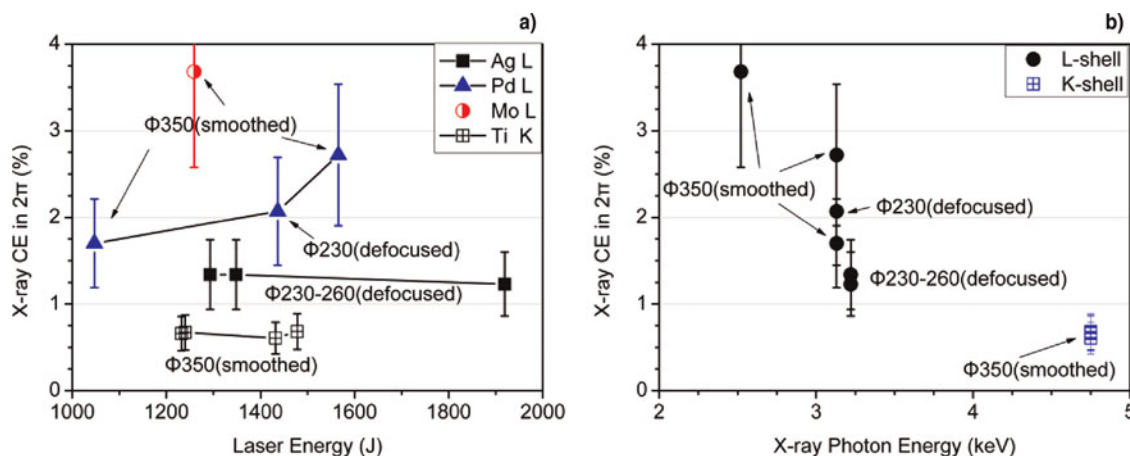 a)
X-ray CE in 2π (%)
4
3
2
1
0
Ag L
Pd L
Mo L
Ti K
Φ350(smoothed)
Φ230(defocused)
Φ230-260(defocused)
Φ350(smoothed)
1000 1200 1400 1600 1800 2000
Laser Energy (J)
b)
X-ray CE in 2π (%)
4
3
2
1
0
L-shell
K-shell
Φ350(smoothed)
Φ230(defocused)
Φ230-260(defocused)
Φ350(smoothed)
2 3 4 5
X-ray Photon Energy (keV)